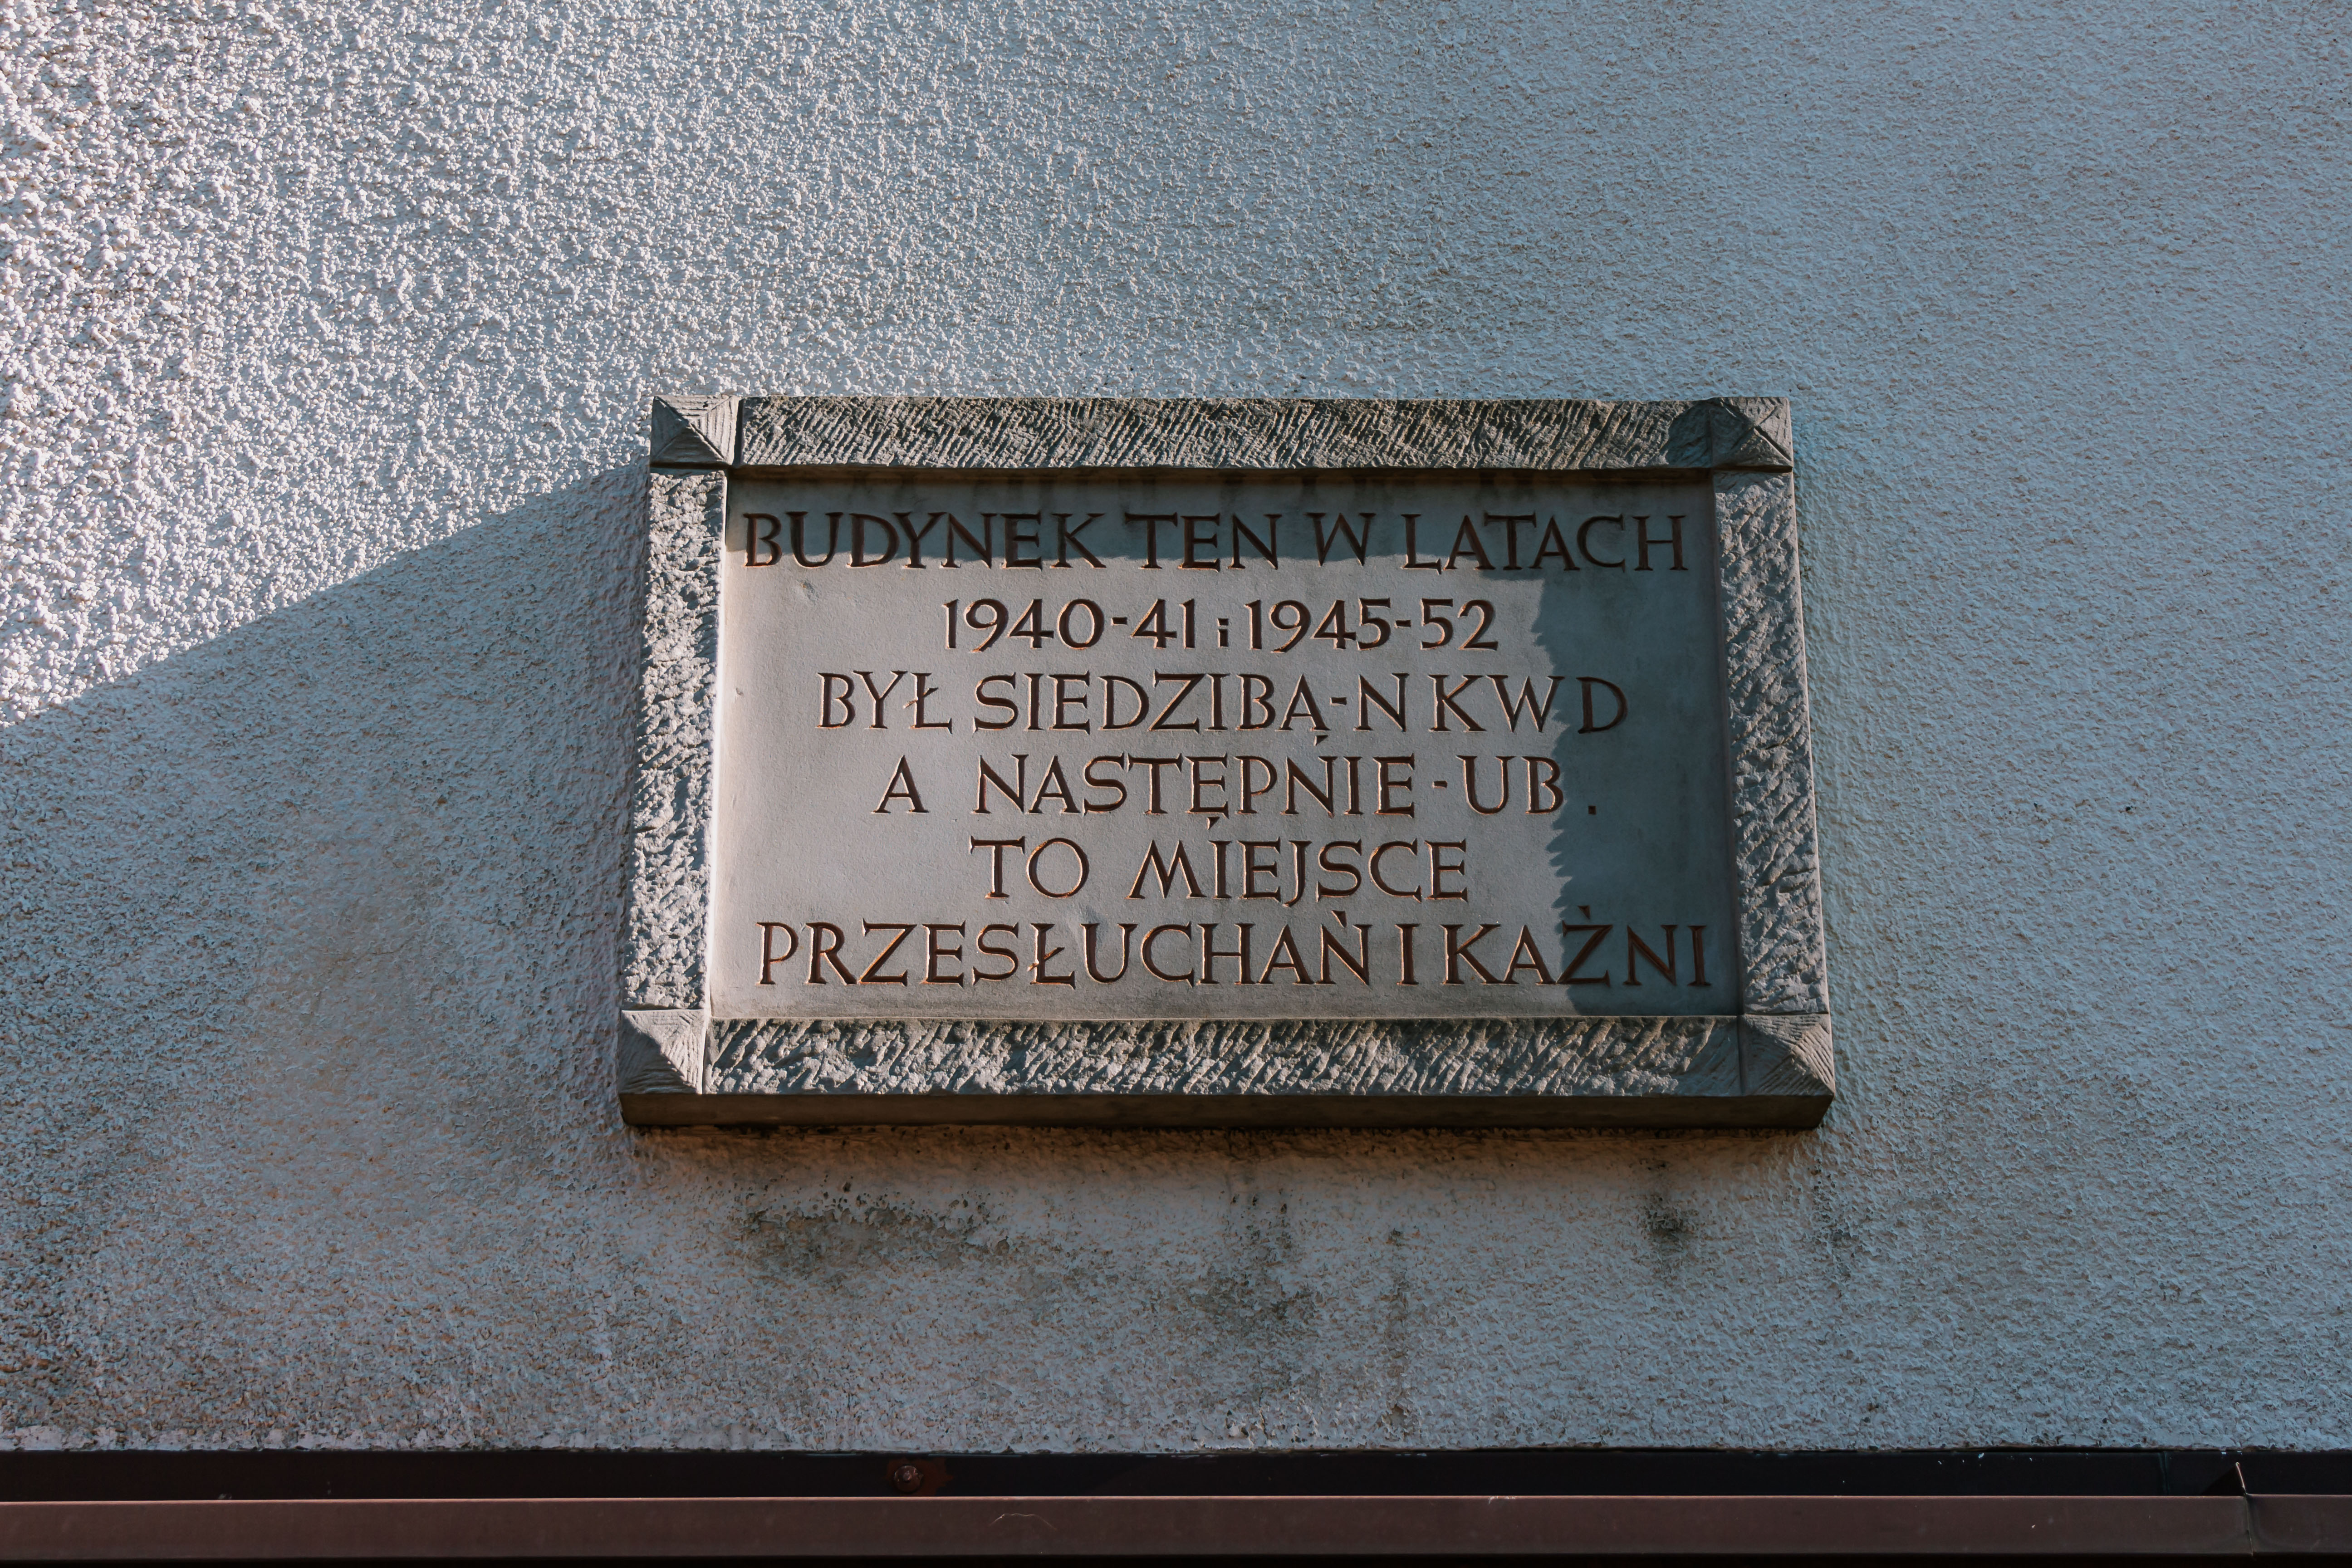 BUDYNEK TEN W LATACH
1940-41 i 1945-52
BYŁ SIEDZIBĄ-NKWD
A NASTĘPNIE-UB.
TO MIEJSCE
PRZESŁUCHAŃ I KAŹNI